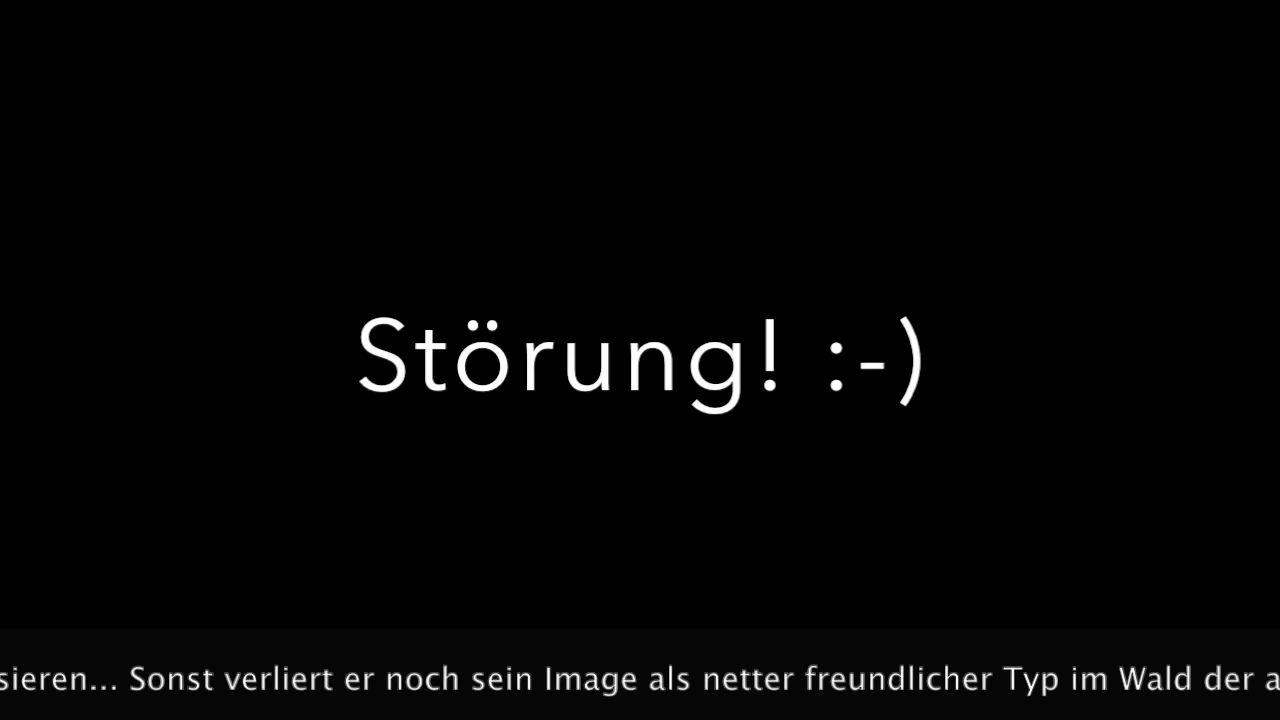 Störung! :-)
sieren... Sonst verliert er noch sein Image als netter freundlicher Typ im Wald der a